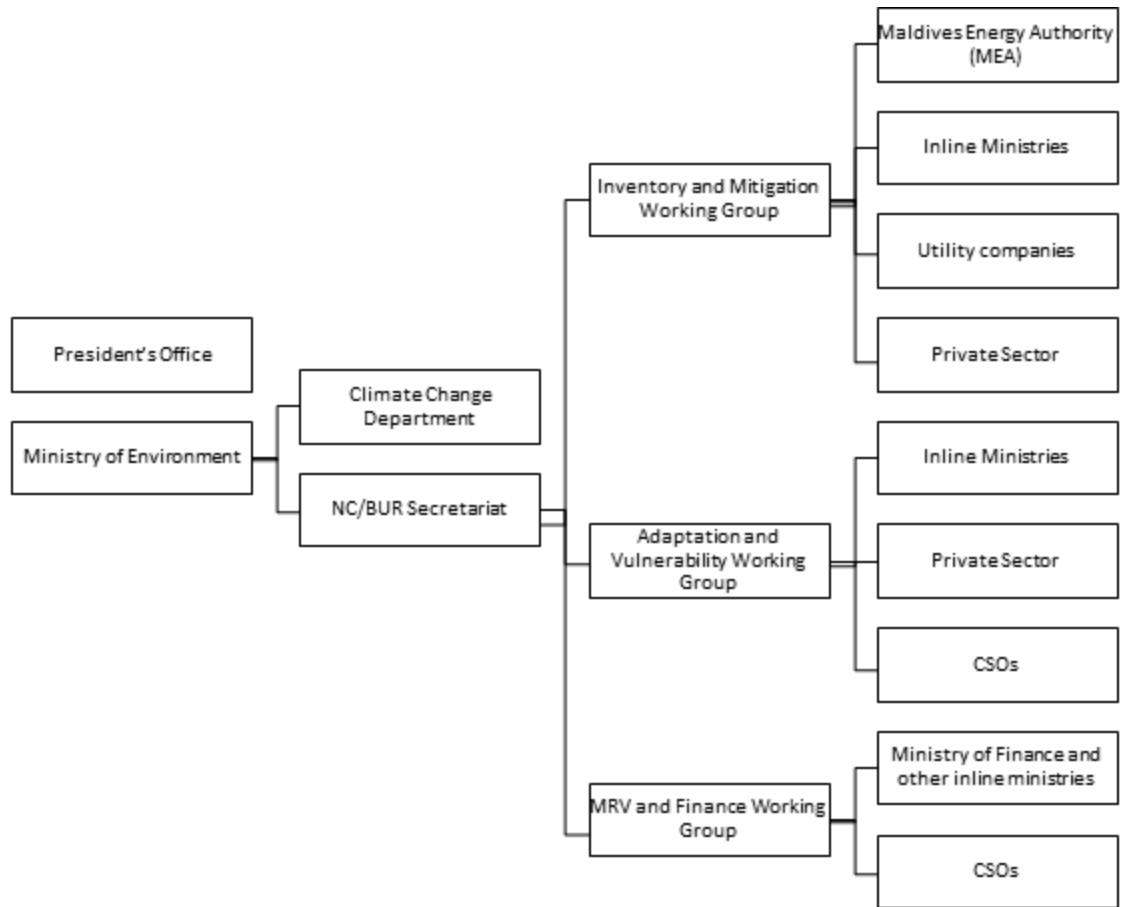 President's Office
Ministry of Environment
Climate Change
Department
NC/BUR Secretariat
Inventory and Mitigation
Working Group
Adaptation and
Vulnerability Working
Group
MRV and Finance Working
Group
Maldives Energy Authority
(MEA)
Inline Ministries
Utility companies
Private Sector
Inline Ministries
Private Sector
CSOs
Ministry of Finance and
other inline ministries
CSOs